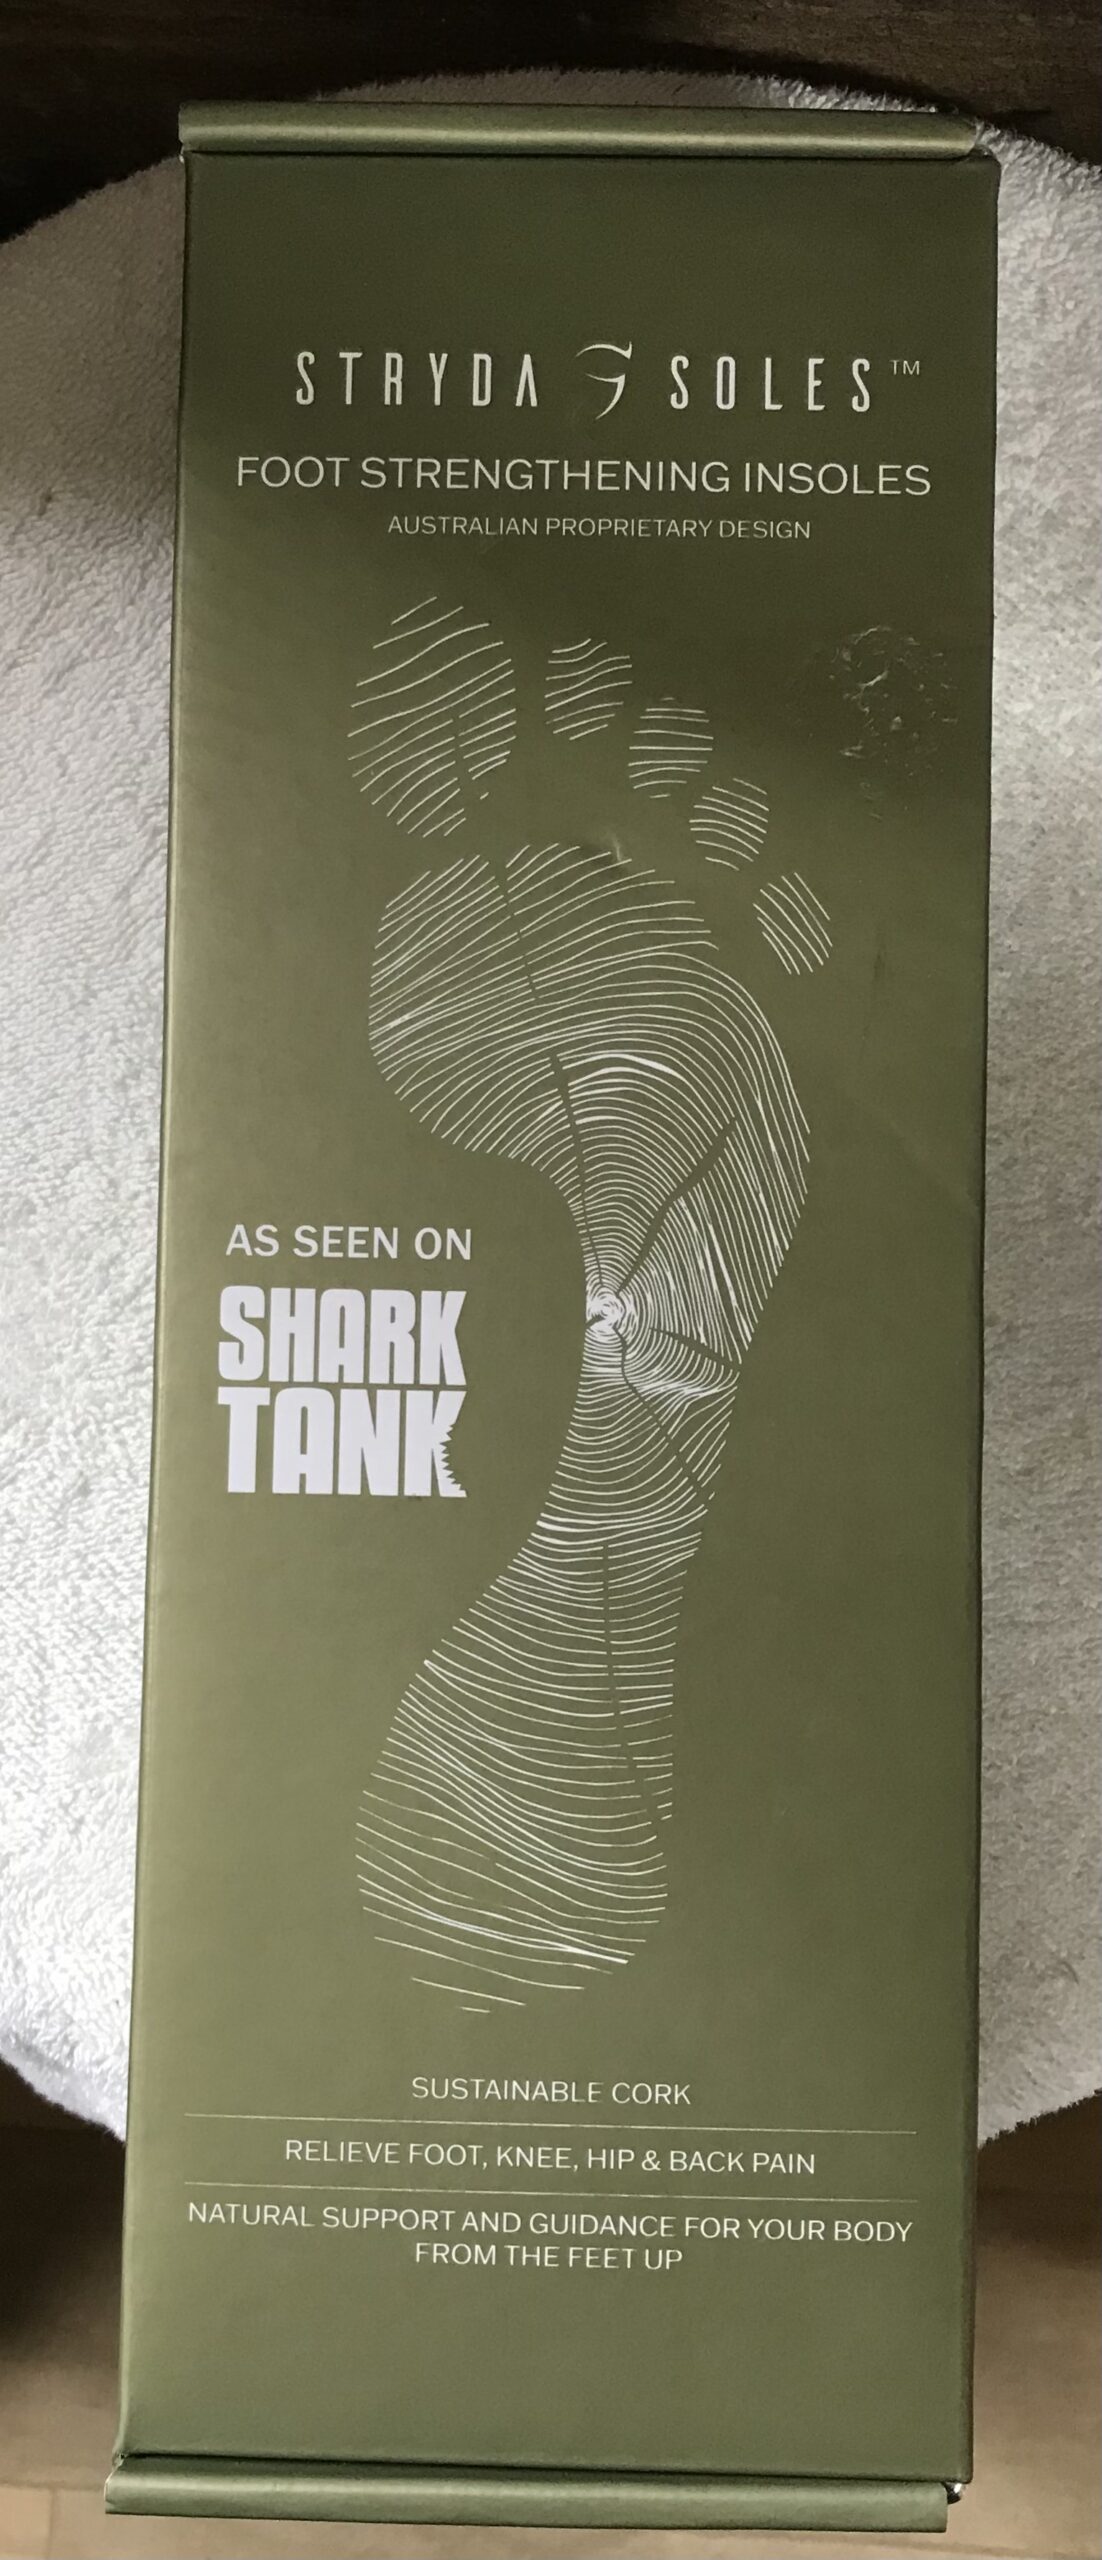 STRYDA SOLES™
FOOT STRENGTHENING INSOLES
AUSTRALIAN PROPRIETARY DESIGN
AS SEEN ON
SHARK
TANK
SUSTAINABLE CORK
RELIEVE FOOT, KNEE, HIP & BACK PAIN
NATURAL SUPPORT AND GUIDANCE FOR YOUR BODY
FROM THE FEET UP